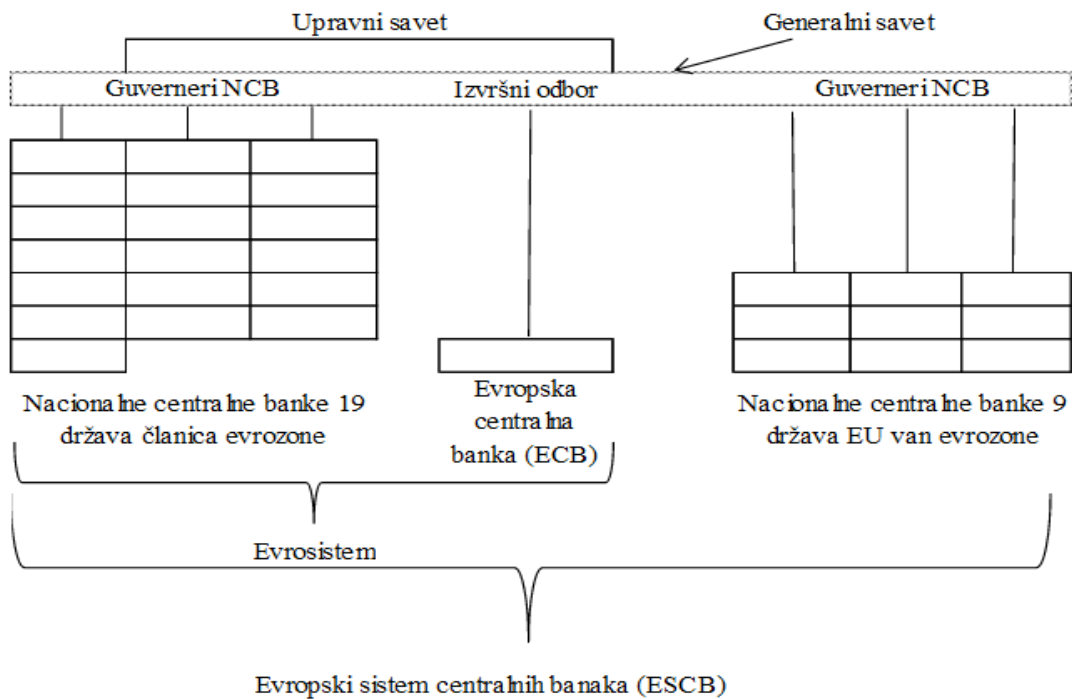 Upravni savet
Generalni savet
Guverneri NCB
Izvršni odbor
Guverneri NCB
Nacionalne centralne banke 19
država članica evrozone
Evropska
centralna
banka (ECB)
Nacionalne centralne banke 9
država EU van evrozone
Evrosistem
Evropski sistem centralnih banaka (ESCB)